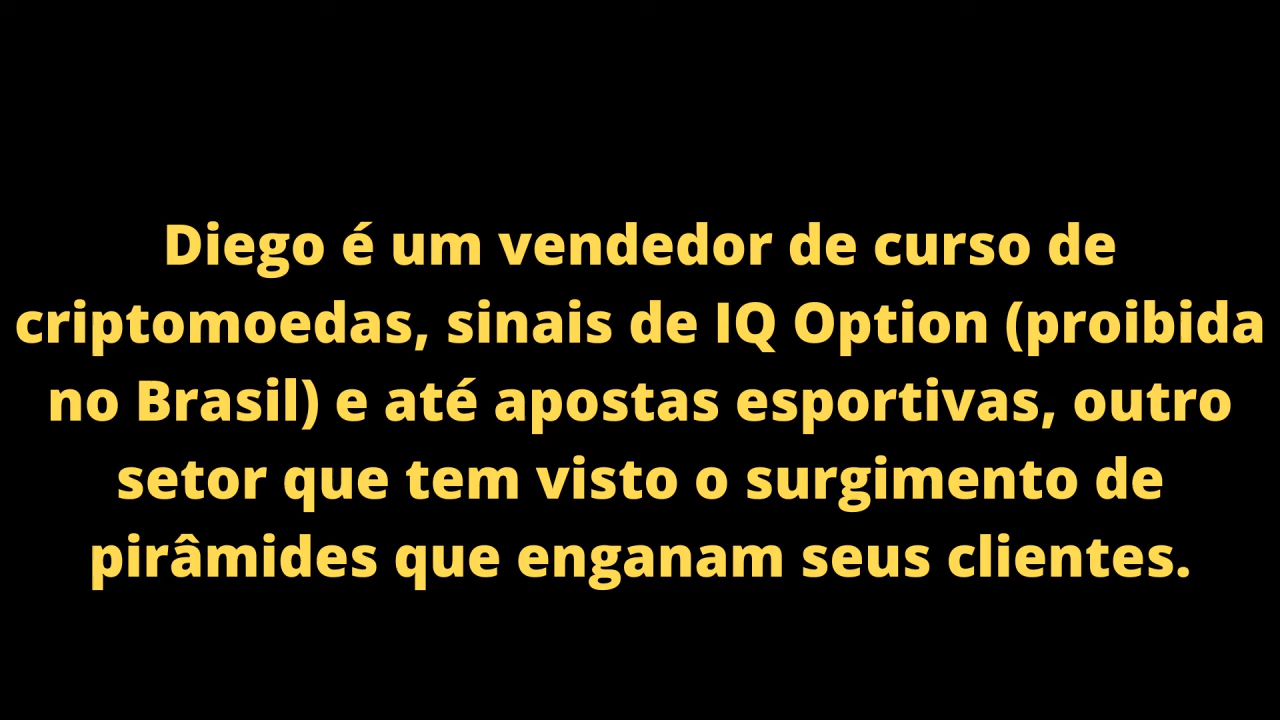 Diego é um vendedor de curso de
criptomoedas, sinais de IQ Option (proibida
no Brasil) e até apostas esportivas, outro
setor que tem visto o surgimento de
pirâmides que enganam seus clientes.